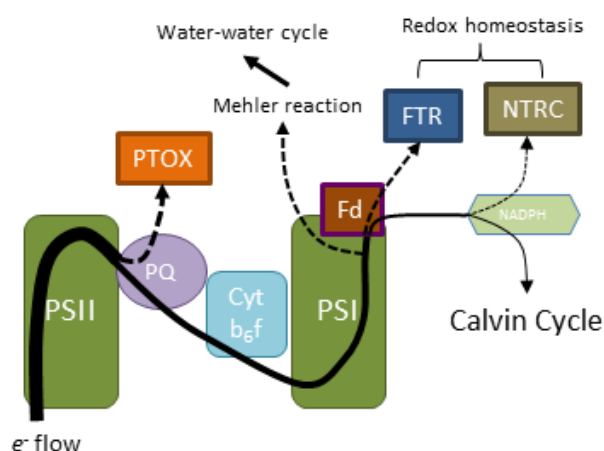 Redox homeostasis
Water-water cycle
Mehler reaction
FTR
NTRC
PTOX
Fd
NADPH
PQ
PSII
Cyt
b₆f
PSI
Calvin Cycle
e⁻ flow